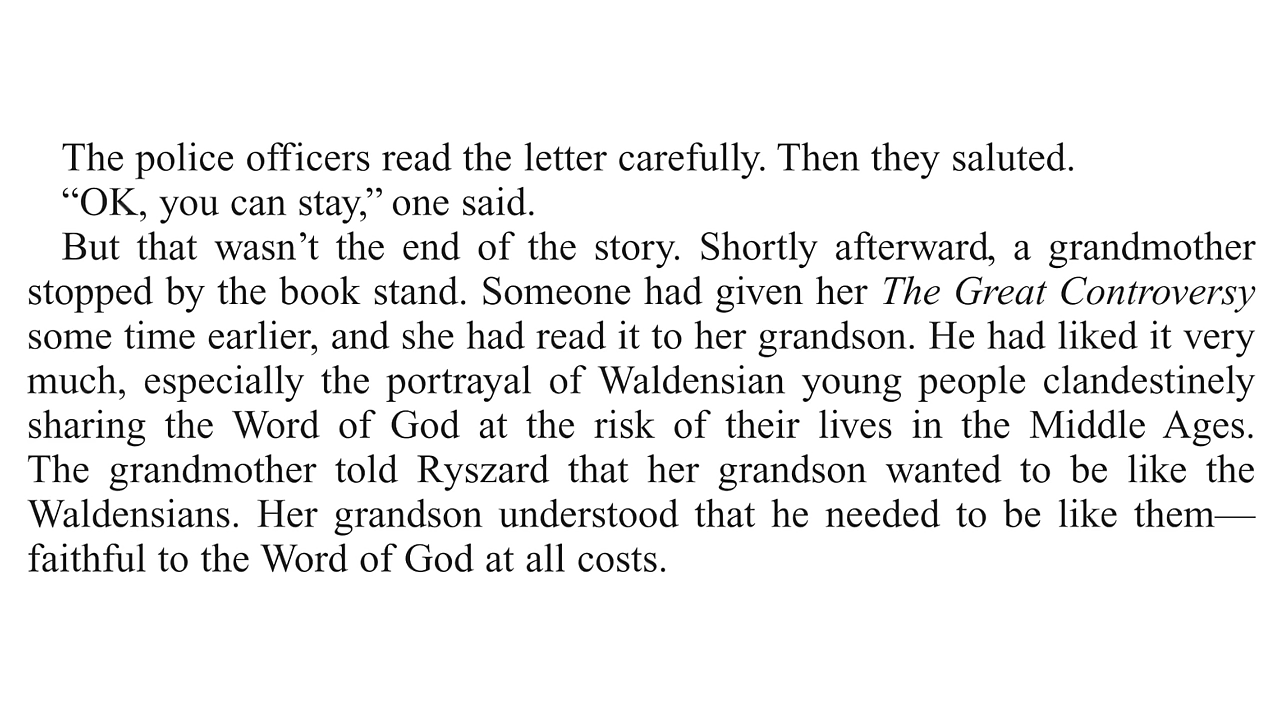 The police officers read the letter carefully. Then they saluted.
“OK, you can stay,” one said.
But that wasn’t the end of the story. Shortly afterward, a grandmother
stopped by the book stand. Someone had given her The Great Controversy
some time earlier, and she had read it to her grandson. He had liked it very
much, especially the portrayal of Waldensian young people clandestinely
sharing the Word of God at the risk of their lives in the Middle Ages.
The grandmother told Ryszard that her grandson wanted to be like the
Waldensians. Her grandson understood that he needed to be like them—
faithful to the Word of God at all costs.